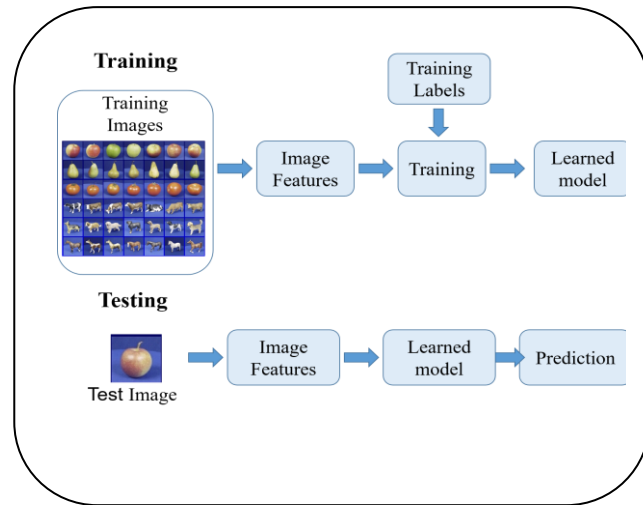 Training
Training
Images
Training
Labels
Image
Features
Training
Learned
model
Testing
Test Image
Image
Features
Learned
model
Prediction